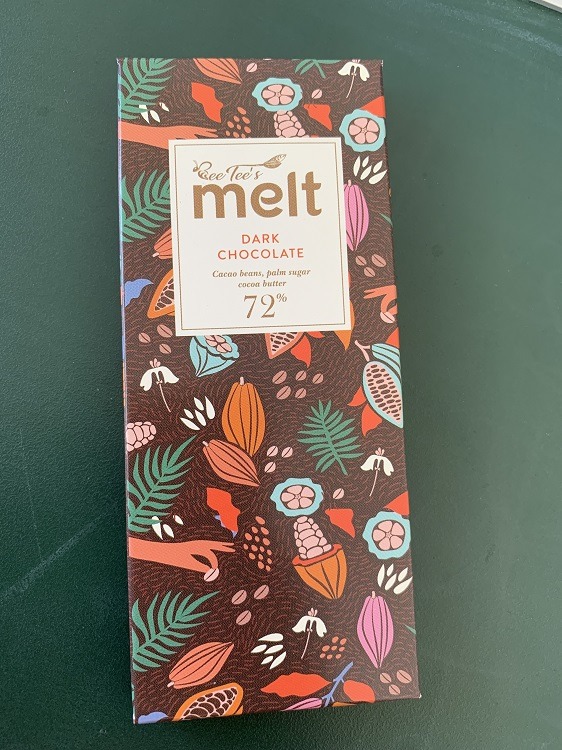 Bee Tee's
melt
DARK
CHOCOLATE
Cacao beans, palm sugar
cocoa butter
72%